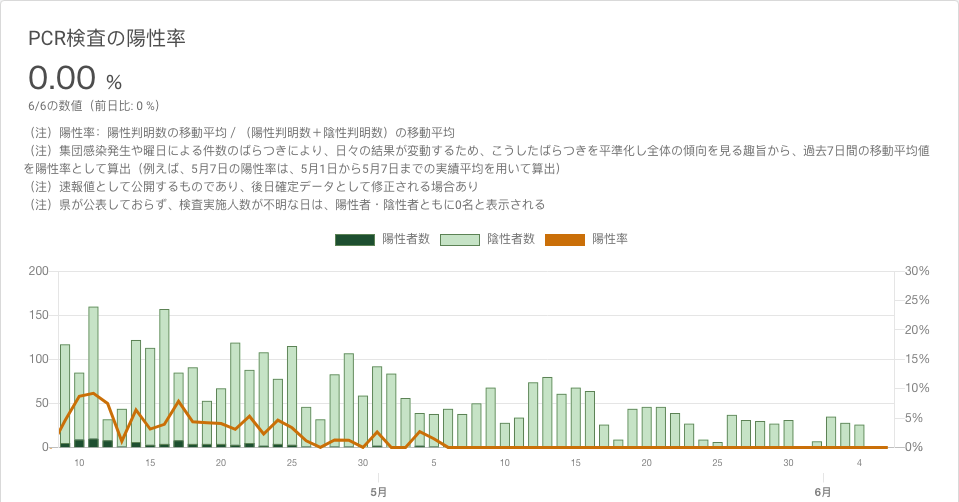 PCR検査の陽性率
0.00 %
6/6の数値（前日比: 0 %）
（注）陽性率：陽性判明数の移動平均 / （陽性判明数＋陰性判明数）の移動平均
（注）集団感染発生や曜日による件数のばらつきにより、日々の結果が変動するため、こうしたばらつきを平準化し全体の傾向を見る趣旨から、過去7日間の移動平均値
を陽性率として算出（例えば、5月7日の陽性率は、5月1日から5月7日までの実績平均を用いて算出）
（注）速報値として公開するものであり、後日確定データとして修正される場合あり
（注）県が公表しておらず、検査実施人数が不明な日は、陽性者・陰性者ともに0名と表示される
陽性者数 陰性者数 陽性率
200 30%
25%
150
20%
100 15%
10%
50
5%
0 0%
10 15 20 25 30 5 10 15 20 25 30 4
5月 6月